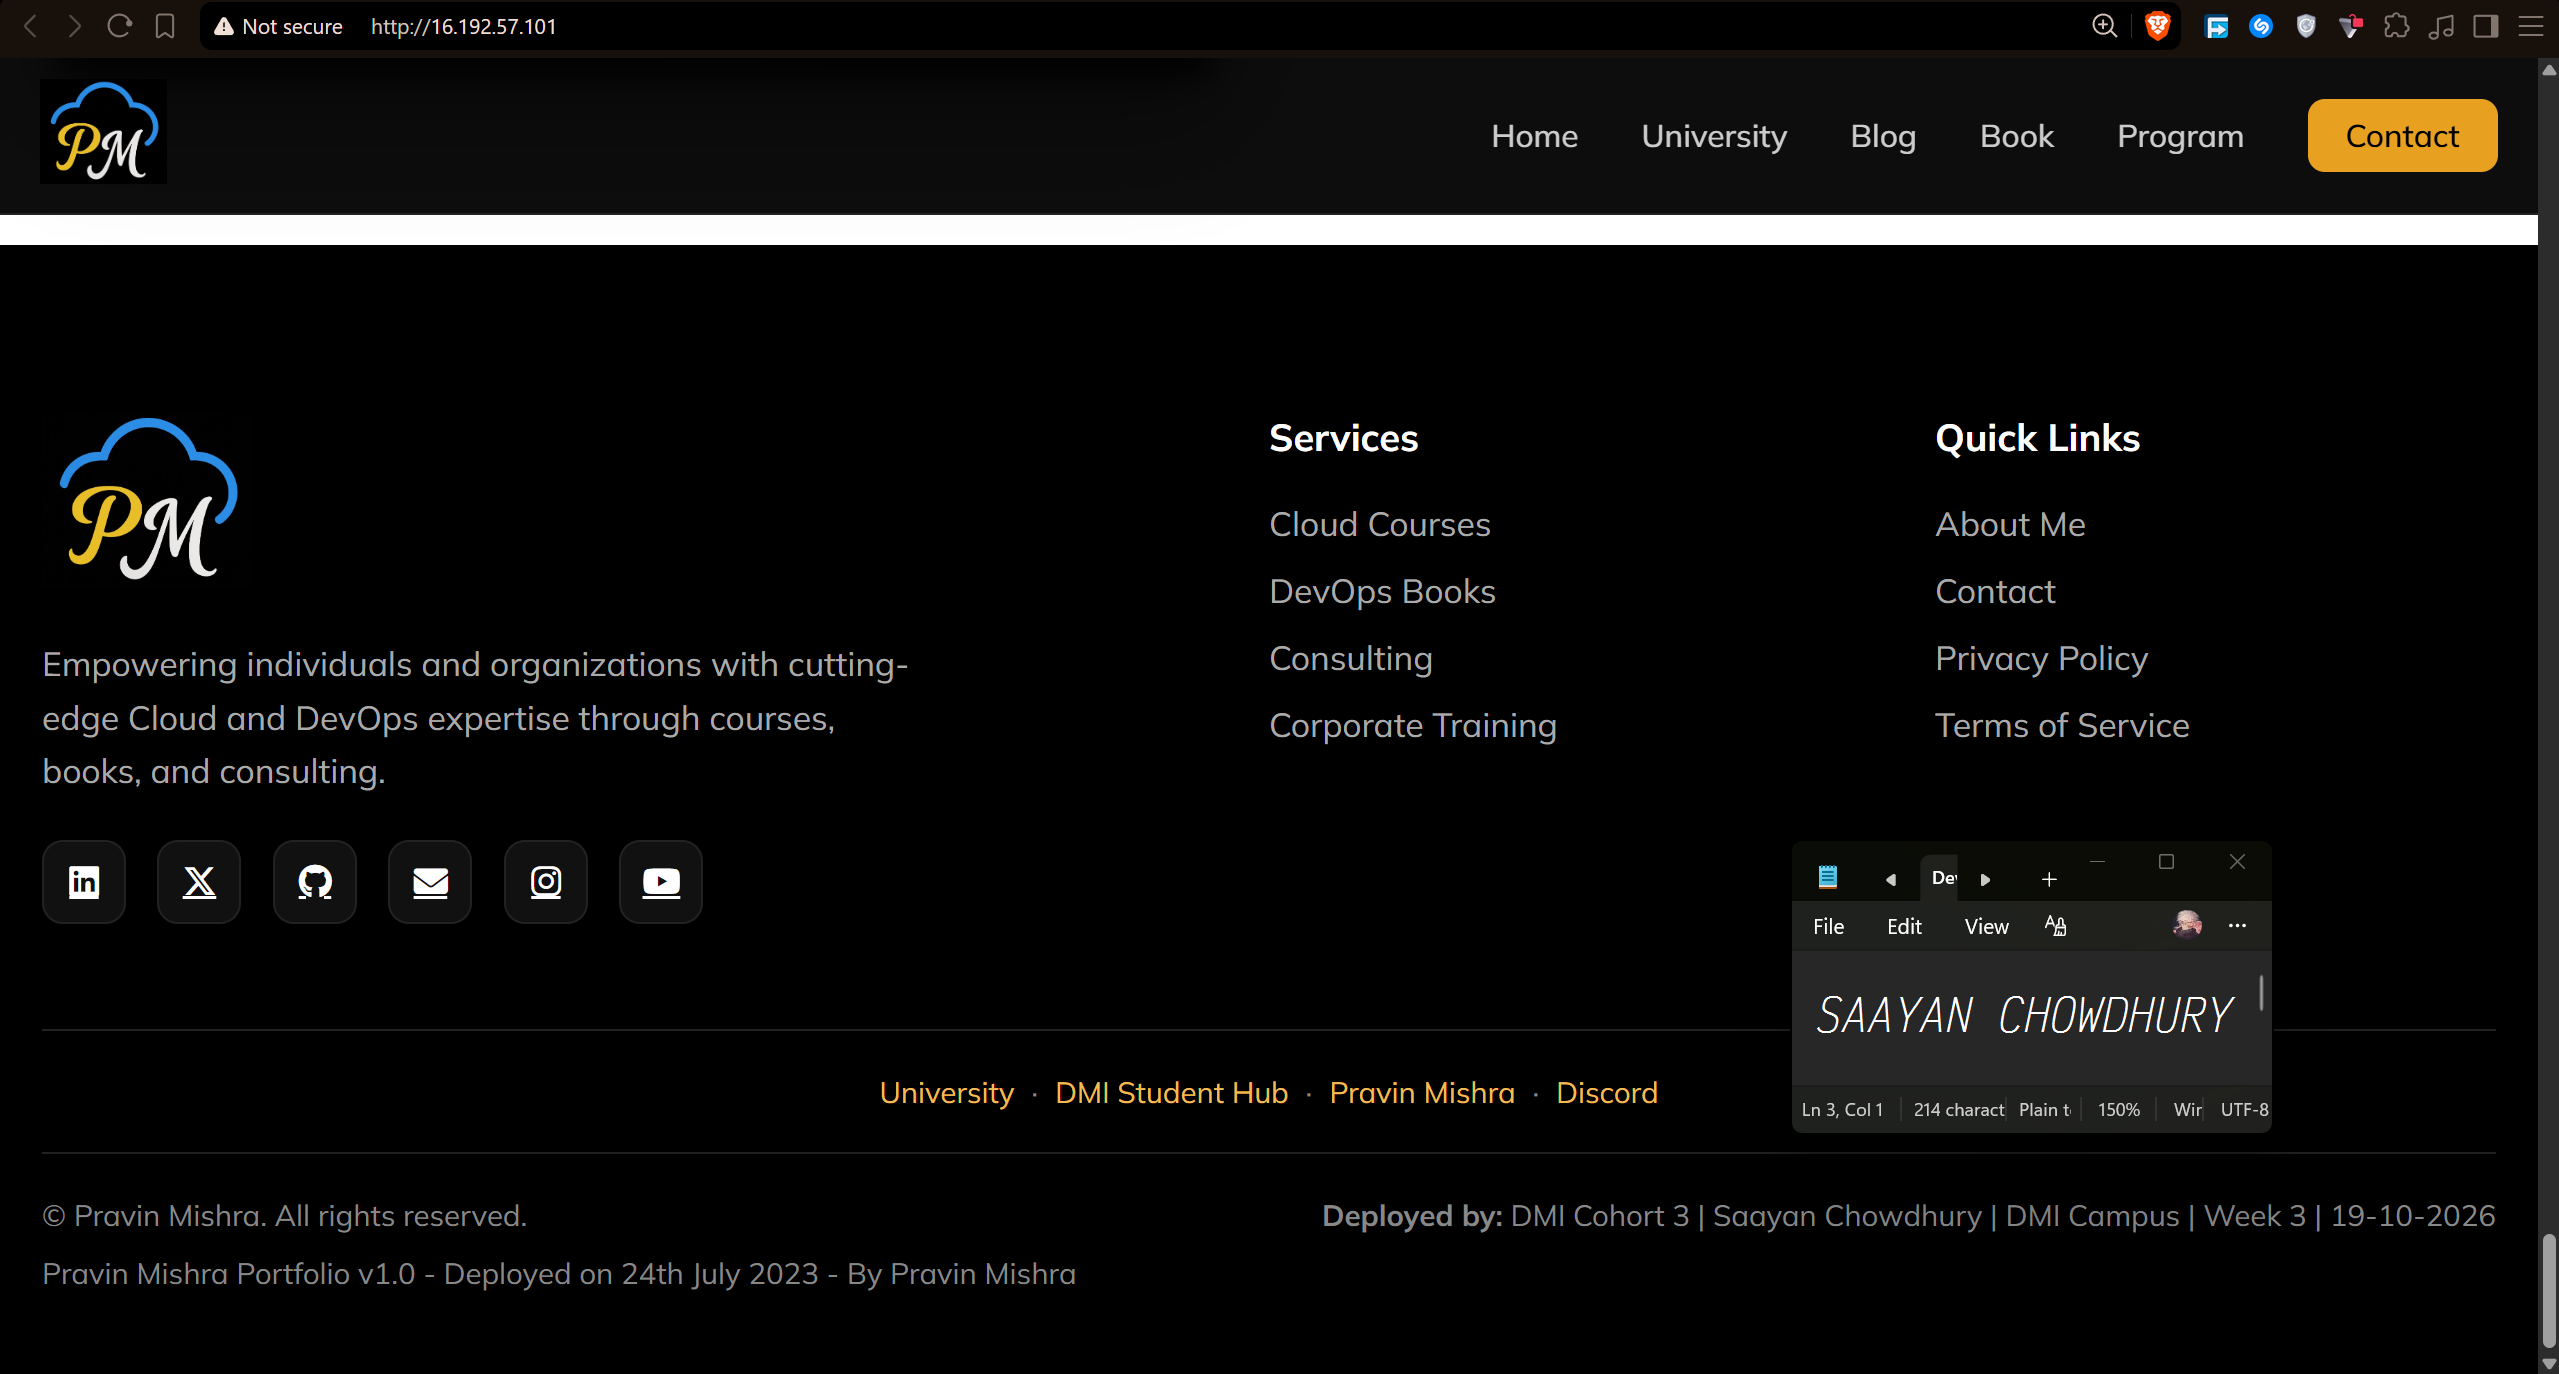 Not secure http://16.192.57.101
PM
Home University Blog Book Program Contact
PM
Empowering individuals and organizations with cutting-
edge Cloud and DevOps expertise through courses,
books, and consulting.
Services
Cloud Courses
DevOps Books
Consulting
Corporate Training
Quick Links
About Me
Contact
Privacy Policy
Terms of Service
File Edit View
SAAYAN CHOWDHURY
Ln 3, Col 1 214 charact Plain t 150% Wir UTF-8
University · DMI Student Hub · Pravin Mishra · Discord
© Pravin Mishra. All rights reserved.
Deployed by: DMI Cohort 3 | Saayan Chowdhury | DMI Campus | Week 3 | 19-10-2026
Pravin Mishra Portfolio v1.0 - Deployed on 24th July 2023 - By Pravin Mishra